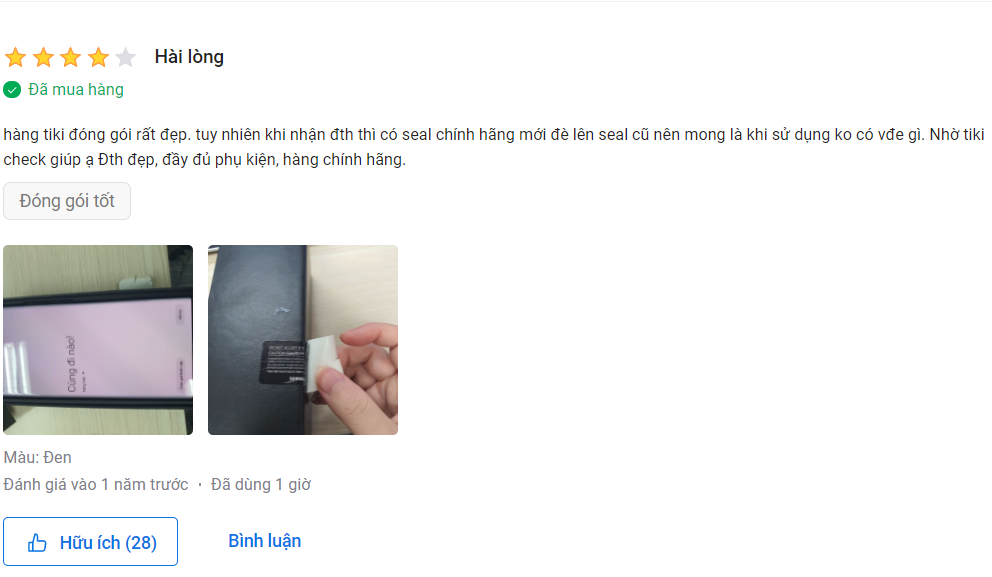 Hài lòng
Đã mua hàng
hàng tiki đóng gói rất đẹp. tuy nhiên khi nhận đth thì có seal chính hãng mới đè lên seal cũ nên mong là khi sử dụng ko có vđe gì. Nhờ tiki
check giúp ạ Đth đẹp, đầy đủ phụ kiện, hàng chính hãng.
Đóng gói tốt
Cùng đi nào!
Màu: Đen
Đánh giá vào 1 năm trước · Đã dùng 1 giờ
Hữu ích (28)
Bình luận